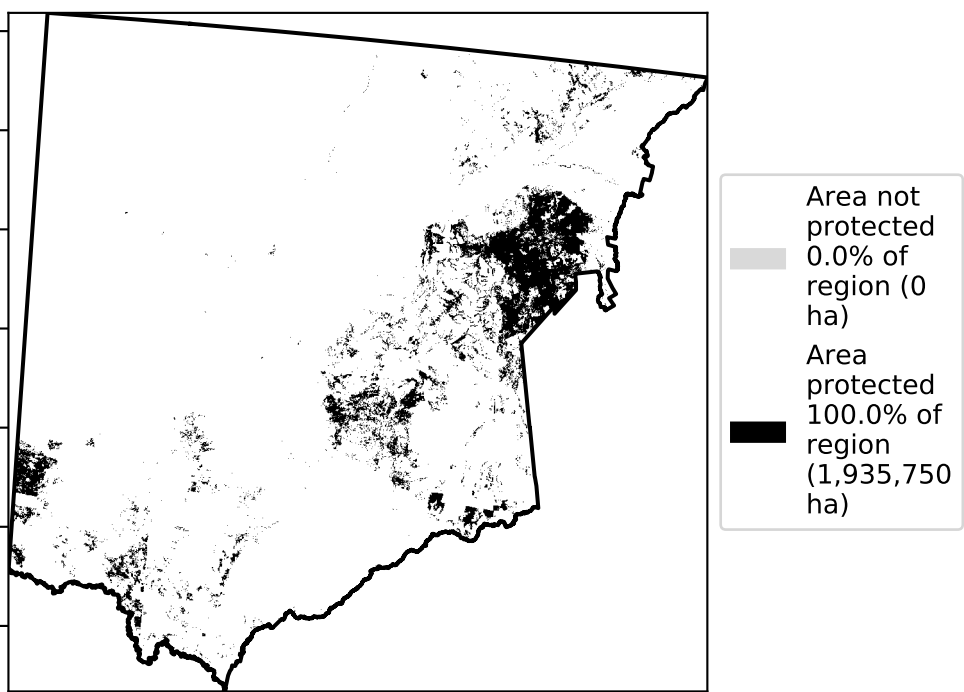 Area not
protected
0.0% of
region (0
ha)
Area
protected
100.0% of
region
(1,935,750
ha)